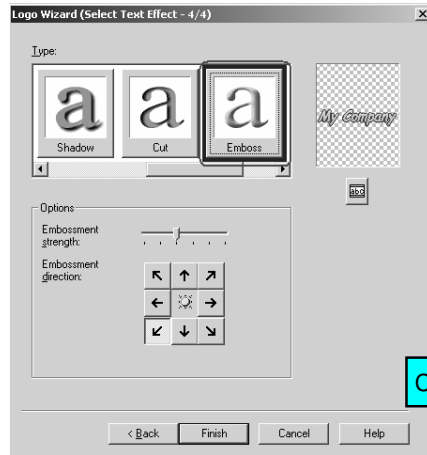 Logo Wizard (Select Text Effect - 4/4)
Type:
a a a
Shadow Cut Emboss
My Company
abc
Options
Embossment
strength:
Embossment
direction:
< Back Finish Cancel Help